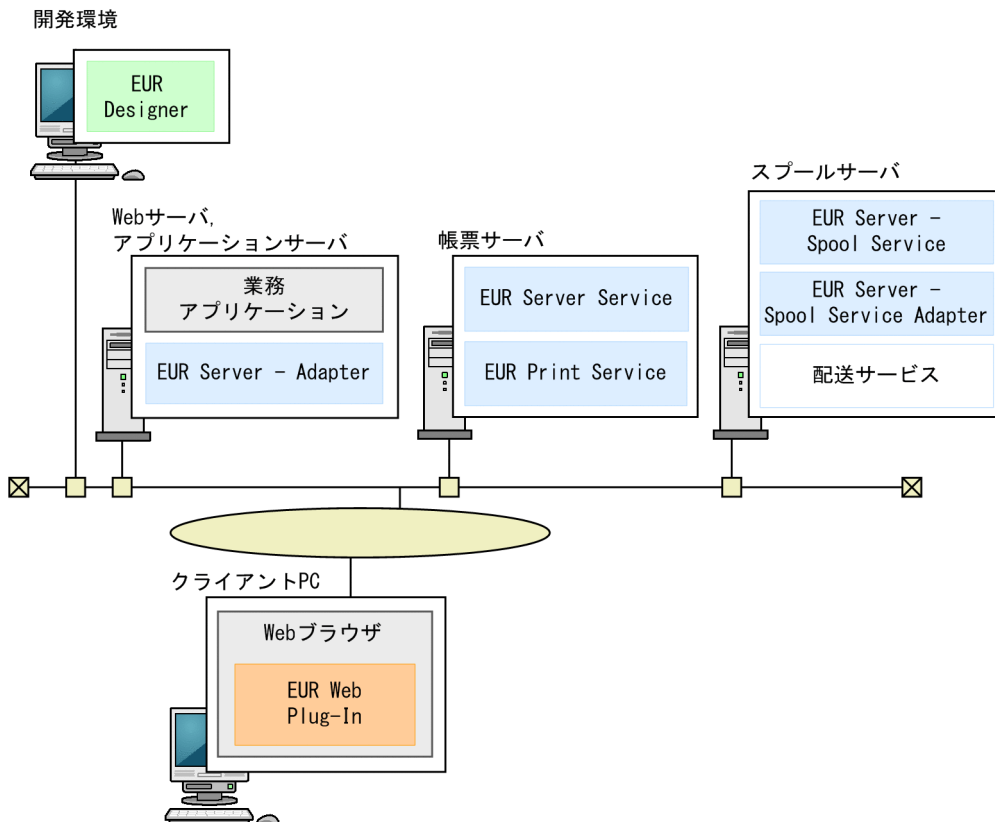 開発環境
EUR
Designer
スプールサーバ
EUR Server －
Spool Service
EUR Server －
Spool Service Adapter
配送サービス
Webサーバ,
アプリケーションサーバ
業務
アプリケーション
EUR Server － Adapter
帳票サーバ
EUR Server Service
EUR Print Service
クライアントPC
Webブラウザ
EUR Web
Plug-In